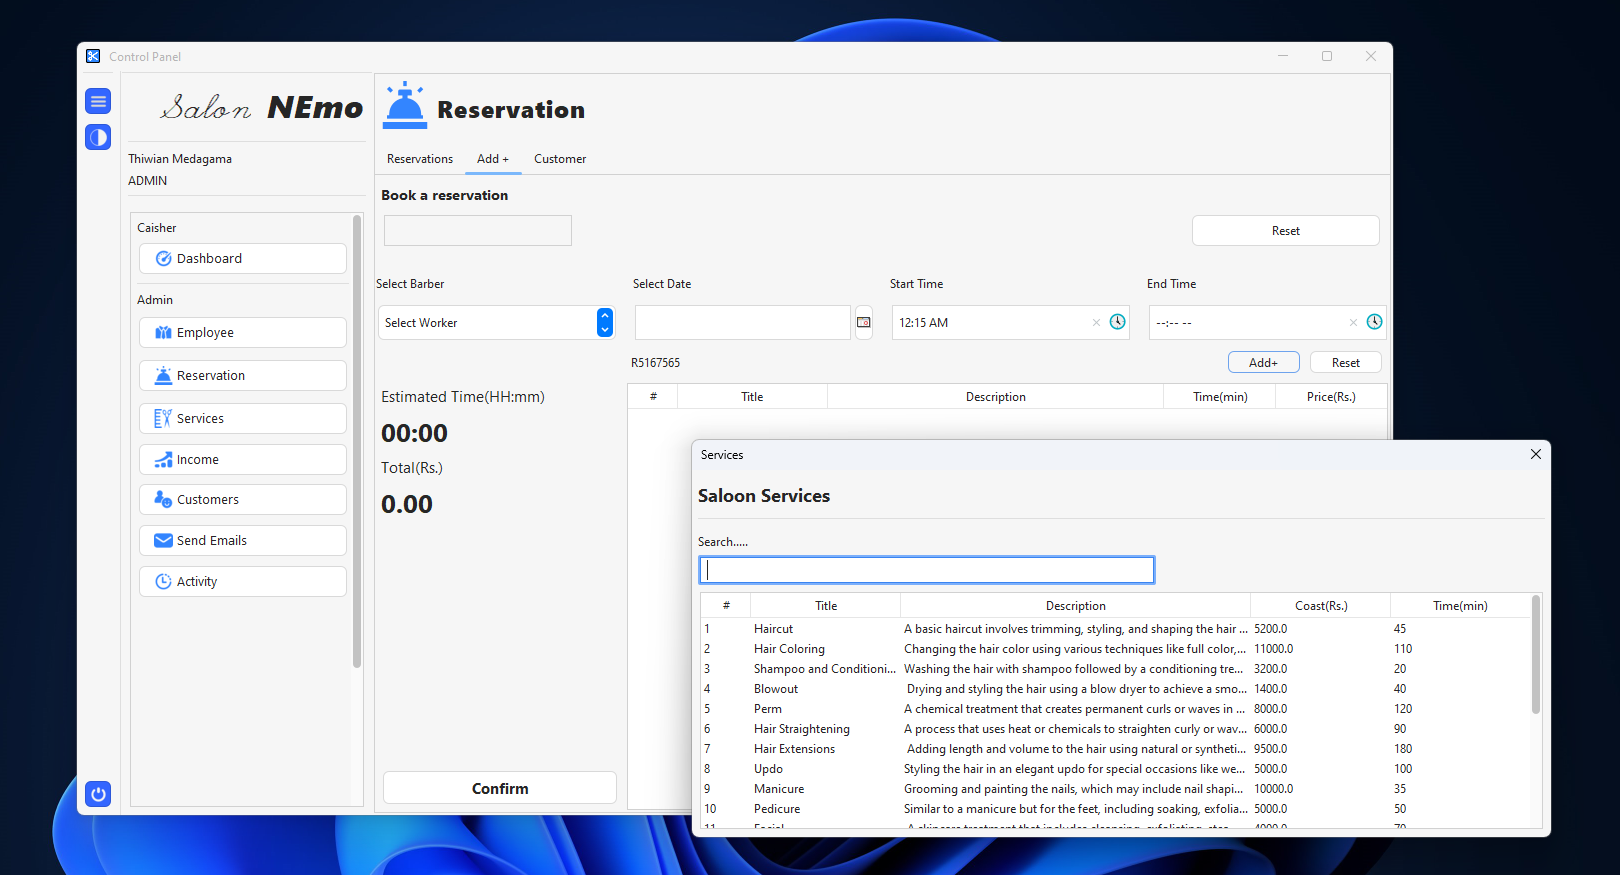 Control Panel
Salon NEmo
Thiwian Medagama
ADMIN
Caisher
Dashboard
Admin
Employee
Reservation
Services
Income
Customers
Send Emails
Activity
Reservation
Reservations Add + Customer
Book a reservation
Reset
Select Barber Select Date Start Time End Time
Select Worker 12:15 AM × --:-- -- ×
R5167565 Add+ Reset
Estimated Time(HH:mm)
00:00
Total(Rs.)
0.00
Confirm
# Title Description Time(min) Price(Rs.)
Services
Saloon Services
Search.....
# Title Description Coast(Rs.) Time(min)
1 Haircut A basic haircut involves trimming, styling, and shaping the hair ... 5200.0 45
2 Hair Coloring Changing the hair color using various techniques like full color,... 11000.0 110
3 Shampoo and Conditioni... Washing the hair with shampoo followed by a conditioning tre... 3200.0 20
4 Blowout Drying and styling the hair using a blow dryer to achieve a smo... 1400.0 40
5 Perm A chemical treatment that creates permanent curls or waves in ... 8000.0 120
6 Hair Straightening A process that uses heat or chemicals to straighten curly or wav... 6000.0 90
7 Hair Extensions Adding length and volume to the hair using natural or syntheti... 9500.0 180
8 Updo Styling the hair in an elegant updo for special occasions like we... 5000.0 100
9 Manicure Grooming and painting the nails, which may include nail shapi... 10000.0 35
10 Pedicure Similar to a manicure but for the feet, including soaking, exfolia... 5000.0 50
11 Facial A skincare treatment that includes cleansing, exfoliating, stea... 4000.0 70